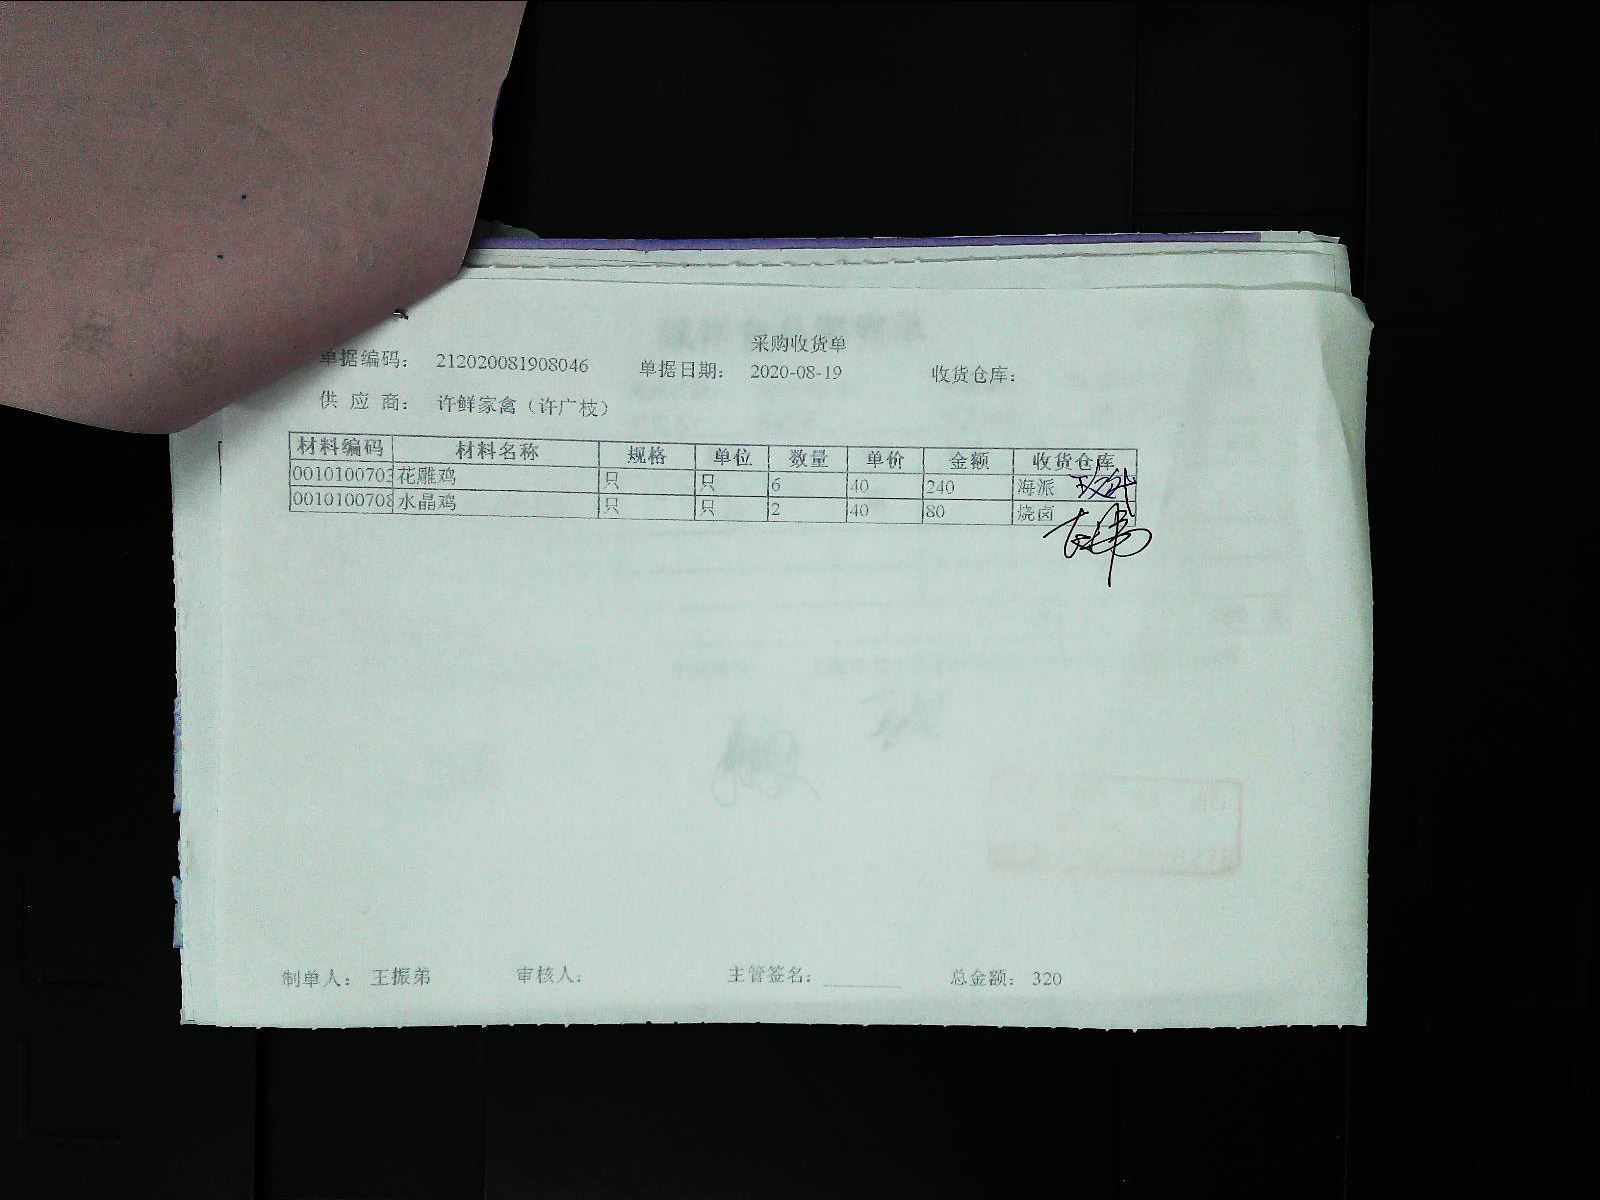 采购收货单
单据编码： 212020081908046 单据日期： 2020-08-19 收货仓库：
供 应 商： 许鲜家禽（许广枝）
材料编码 材料名称 规格 单位 数量 单价 金额 收货仓库
0010100703 花雕鸡 只 只 6 40 240 海派
0010100708 水晶鸡 只 只 2 40 80 烧卤
制单人： 王振弟 审核人： 主管签名： 总金额： 320